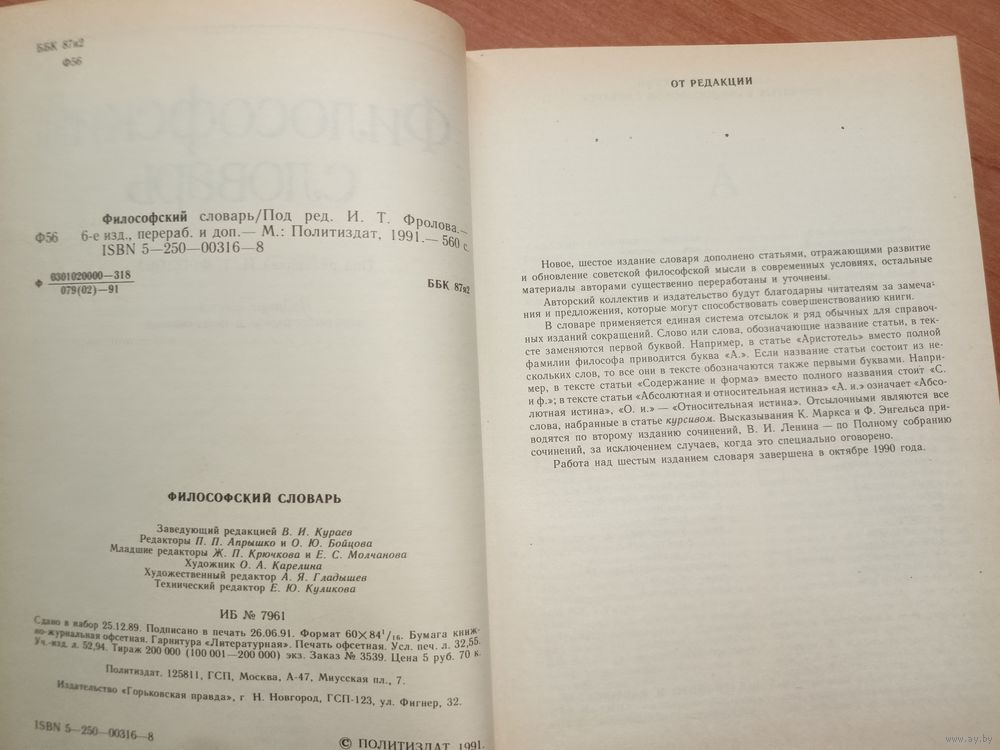 ББК 87я2
Ф56
Философский словарь/Под ред. И. Т. Фролова.—
Ф56 6-е изд., перераб. и доп.— М.: Политиздат, 1991.— 560 с.
ISBN 5—250—00316—8
Ф 0301020000—318
079(02)—91
ББК 87я2
ФИЛОСОФСКИЙ СЛОВАРЬ
Заведующий редакцией В. И. Кураев
Редакторы П. П. Апрышко и О. Ю. Бойцова
Младшие редакторы Ж. П. Крючкова и Е. С. Молчанова
Художник О. А. Карелина
Художественный редактор А. Я. Гладышев
Технический редактор Е. Ю. Куликова
ИБ № 7961
Сдано в набор 25.12.89. Подписано в печать 26.06.91. Формат 60×84¹/₁₆. Бумага книж-
но-журнальная офсетная. Гарнитура «Литературная». Печать офсетная. Усл. печ. л. 32,55.
Уч.-изд. л. 52,94. Тираж 200 000 (100 001—200 000) экз. Заказ № 3539. Цена 5 руб. 70 к.
Политиздат. 125811, ГСП, Москва, А-47, Миусская пл., 7.
Издательство «Горьковская правда», г. Н. Новгород, ГСП-123, ул. Фигнер, 32.
ISBN 5—250—00316—8
© ПОЛИТИЗДАТ, 1991.
ОТ РЕДАКЦИИ
Новое, шестое издание словаря дополнено статьями, отражающими развитие
и обновление советской философской мысли в современных условиях, остальные
материалы авторами существенно переработаны и уточнены.
Авторский коллектив и издательство будут благодарны читателям за замеча-
ния и предложения, которые могут способствовать совершенствованию книги.
В словаре применяется единая система отсылок и ряд обычных для справоч-
ных изданий сокращений. Слово или слова, обозначающие название статьи, в тек-
сте заменяются первой буквой. Например, в статье «Аристотель» вместо полной
фамилии философа приводится буква «А.». Если название статьи состоит из не-
скольких слов, то все они в тексте обозначаются также первыми буквами. Напри-
мер, в тексте статьи «Содержание и форма» вместо полного названия стоит «С.
и ф.»; в тексте статьи «Абсолютная и относительная истина» «А. и.» означает «Абсо-
лютная истина», «О. и.» — «Относительная истина». Отсылочными являются все
слова, набранные в статье курсивом. Высказывания К. Маркса и Ф. Энгельса при-
водятся по второму изданию сочинений, В. И. Ленина — по Полному собранию
сочинений, за исключением случаев, когда это специально оговорено.
Работа над шестым изданием словаря завершена в октябре 1990 года.
www.ay.by